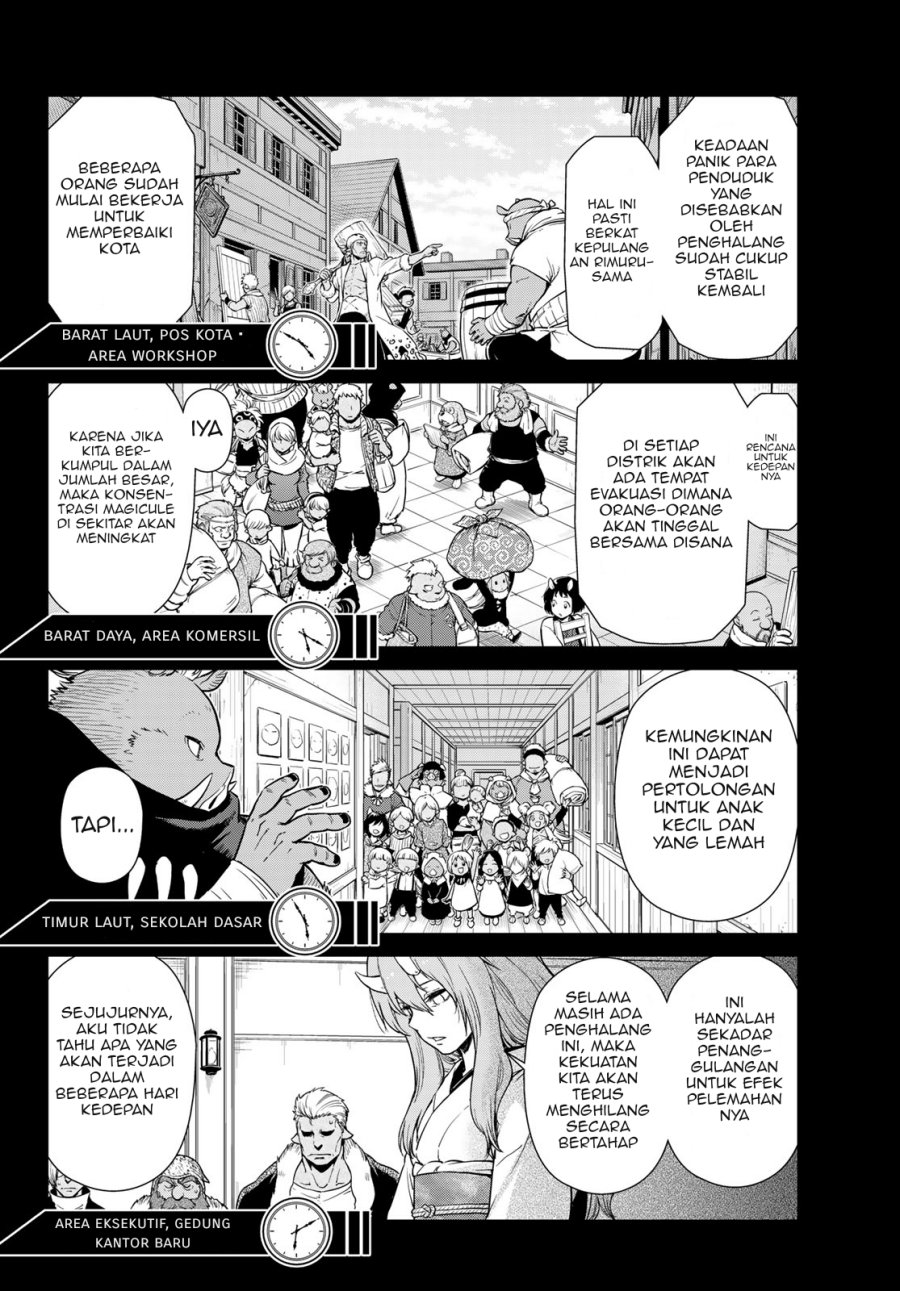 KEADAAN
PANIK PARA
PENDUDUK
YANG
DISEBABKAN
OLEH
PENGHALANG
SUDAH CUKUP
STABIL
KEMBALI
HAL INI
PASTI
BERKAT
KEPULANG
AN RIMURU-
SAMA
BEBERAPA
ORANG SUDAH
MULAI BEKERJA
UNTUK
MEMPERBAIKI
KOTA
BARAT LAUT, POS KOTA •
AREA WORKSHOP
INI
RENCANA
UNTUK
KEDEPAN
NYA
DI SETIAP
DISTRIK AKAN
ADA TEMPAT
EVAKUASI DIMANA
ORANG-ORANG
AKAN TINGGAL
BERSAMA DISANA
IYA
KARENA JIKA
KITA BER-
KUMPUL DALAM
JUMLAH BESAR,
MAKA KONSEN-
TRASI MAGICULE
DI SEKITAR AKAN
MENINGKAT
BARAT DAYA, AREA KOMERSIL
KEMUNGKINAN
INI DAPAT
MENJADI
PERTOLONGAN
UNTUK ANAK
KECIL DAN
YANG LEMAH
TAPI...
TIMUR LAUT, SEKOLAH DASAR
INI
HANYALAH
SEKADAR
PENANG-
GULANGAN
UNTUK EFEK
PELEMAHAN
NYA
SELAMA
MASIH ADA
PENGHALANG
INI, MAKA
KEKUATAN
KITA AKAN
TERUS
MENGHILANG
SECARA
BERTAHAP
SEJUJURNYA,
AKU TIDAK
TAHU APA YANG
AKAN TERJADI
DALAM
BEBERAPA HARI
KEDEPAN
AREA EKSEKUTIF, GEDUNG
KANTOR BARU